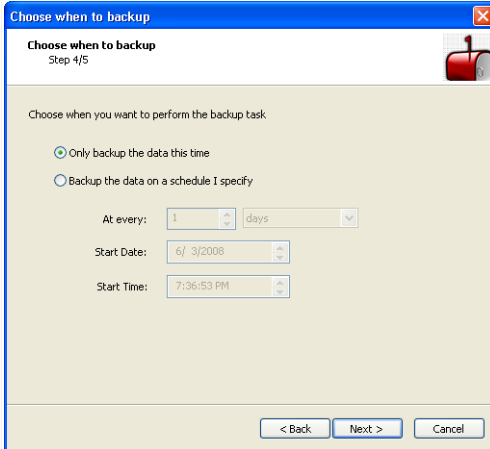 Choose when to backup
Choose when to backup
Step 4/5
Choose when you want to perform the backup task
Only backup the data this time
Backup the data on a schedule I specify
At every: 1 days
Start Date: 6/ 3/2008
Start Time: 7:36:53 PM
< Back Next > Cancel